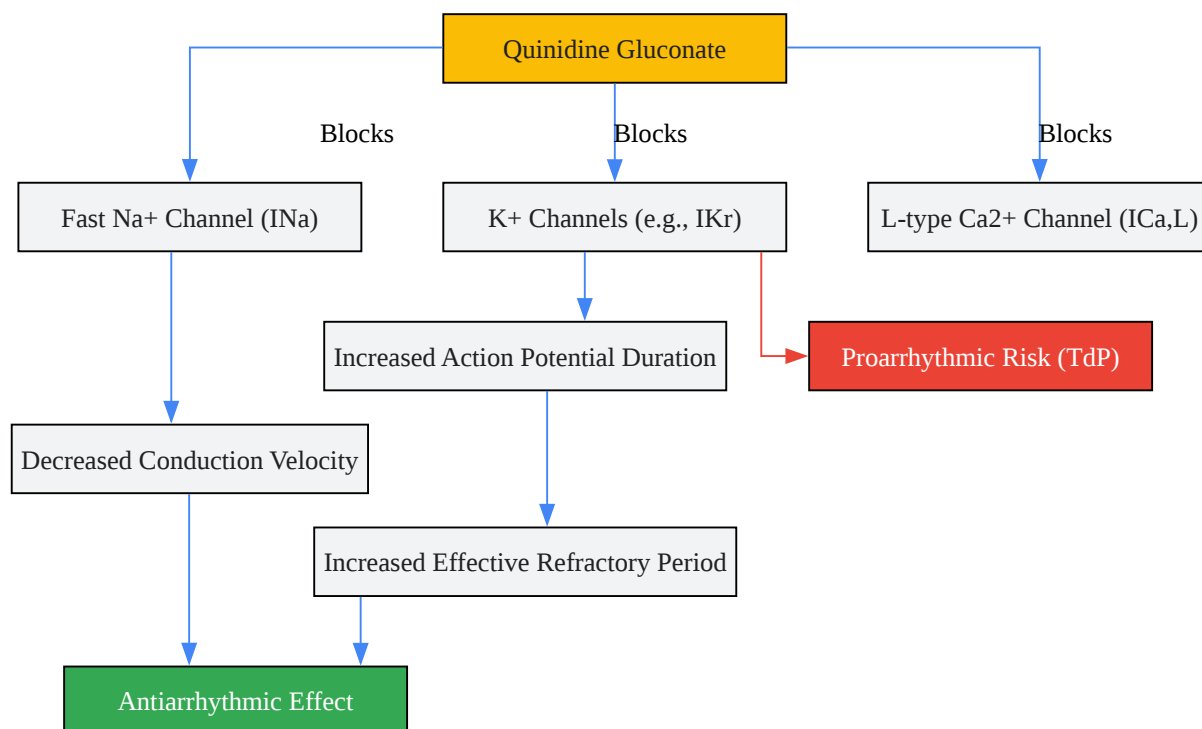 Quinidine Gluconate
Blocks
Blocks
Blocks
Fast Na+ Channel (INa)
K+ Channels (e.g., IKr)
L-type Ca2+ Channel (ICa,L)
Increased Action Potential Duration
Proarrhythmic Risk (TdP)
Decreased Conduction Velocity
Increased Effective Refractory Period
Antiarrhythmic Effect